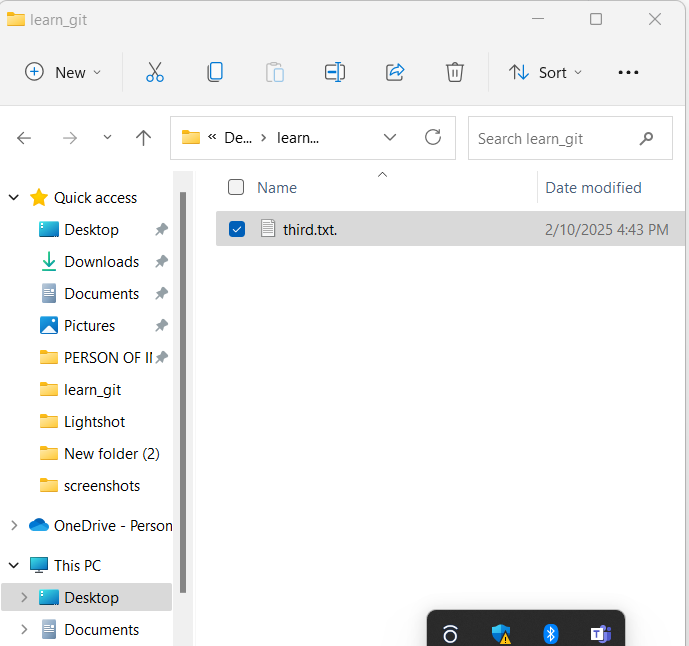 learn_git
New
Sort
« De... > learn...
Search learn_git
Name
Date modified
third.txt.
2/10/2025 4:43 PM
Quick access
Desktop
Downloads
Documents
Pictures
PERSON OF II
learn_git
Lightshot
New folder (2)
screenshots
OneDrive - Person
This PC
Desktop
Documents